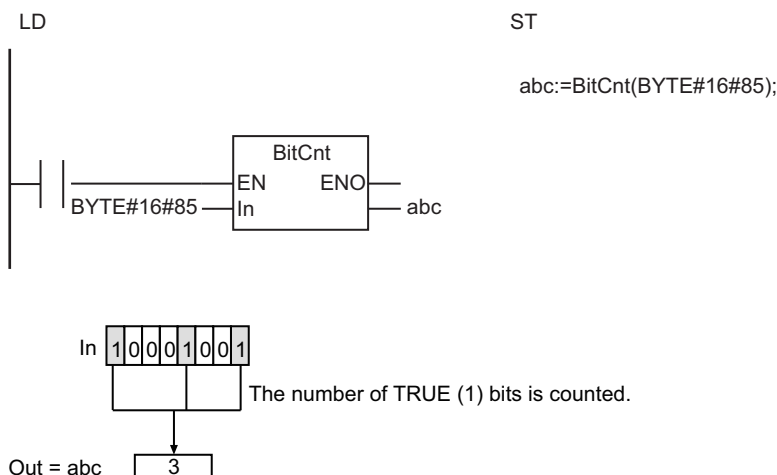 LD
ST
abc:=BitCnt(BYTE#16#85);
BitCnt
EN ENO
BYTE#16#85 In abc
In 1 0 0 0 1 0 0 1
The number of TRUE (1) bits is counted.
Out = abc 3